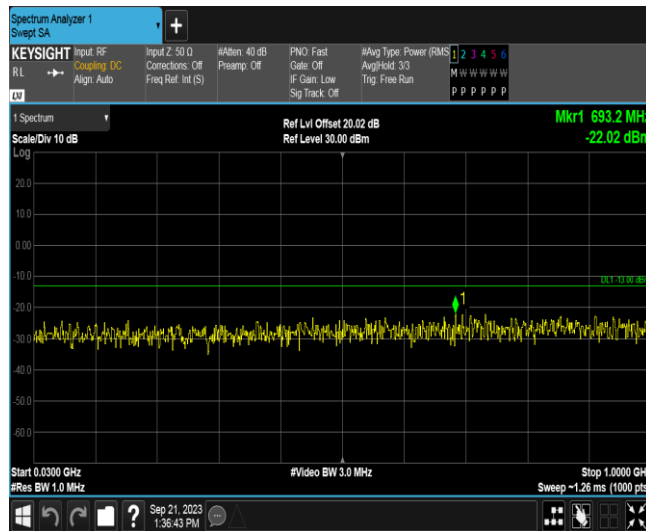 Spectrum Analyzer 1
Swept SA
+
KEYSIGHT
RL
LXI
Input: RF
Coupling: DC
Align: Auto
Input Z: 50 Ω
Corrections: Off
Freq Ref: Int (S)
#Atten: 40 dB
Preamp: Off
PNO: Fast
Gate: Off
IF Gain: Low
Sig Track: Off
#Avg Type: Power (RMS
Avg|Hold: 3/3
Trig: Free Run
1 2 3 4 5 6
M W W W W W
P P P P P P
1 Spectrum
Scale/Div 10 dB
Log
Ref Lvl Offset 20.02 dB
Ref Level 30.00 dBm
Mkr1 693.2 MHz
-22.02 dBm
20.0
10.0
0.00
-10.0
-20.0
-30.0
-40.0
-50.0
-60.0
DL1 -13.00 dBm
1
Start 0.0300 GHz
#Res BW 1.0 MHz
#Video BW 3.0 MHz
Stop 1.0000 GH
Sweep ~1.26 ms (1000 pts
?
Sep 21, 2023
1:36:43 PM